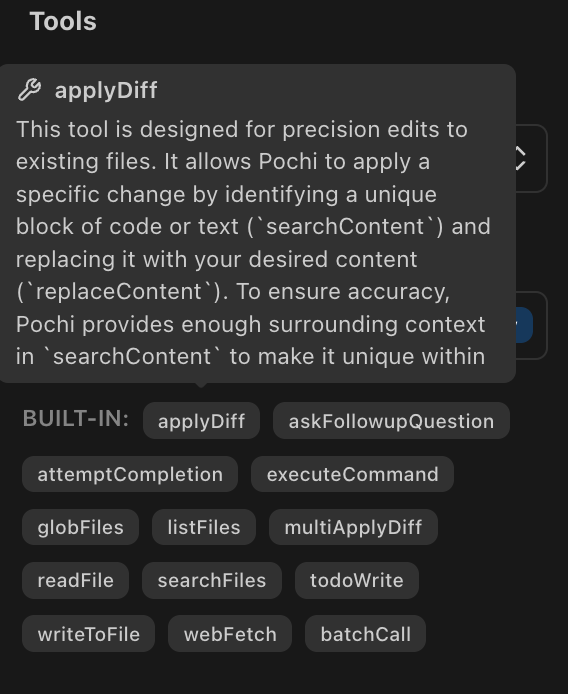 Tools
applyDiff
This tool is designed for precision edits to
existing files. It allows Pochi to apply a
specific change by identifying a unique
block of code or text (`searchContent`) and
replacing it with your desired content
(`replaceContent`). To ensure accuracy,
Pochi provides enough surrounding context
in `searchContent` to make it unique within
BUILT-IN: applyDiff askFollowupQuestion
attemptCompletion executeCommand
globFiles listFiles multiApplyDiff
readFile searchFiles todoWrite
writeToFile webFetch batchCall